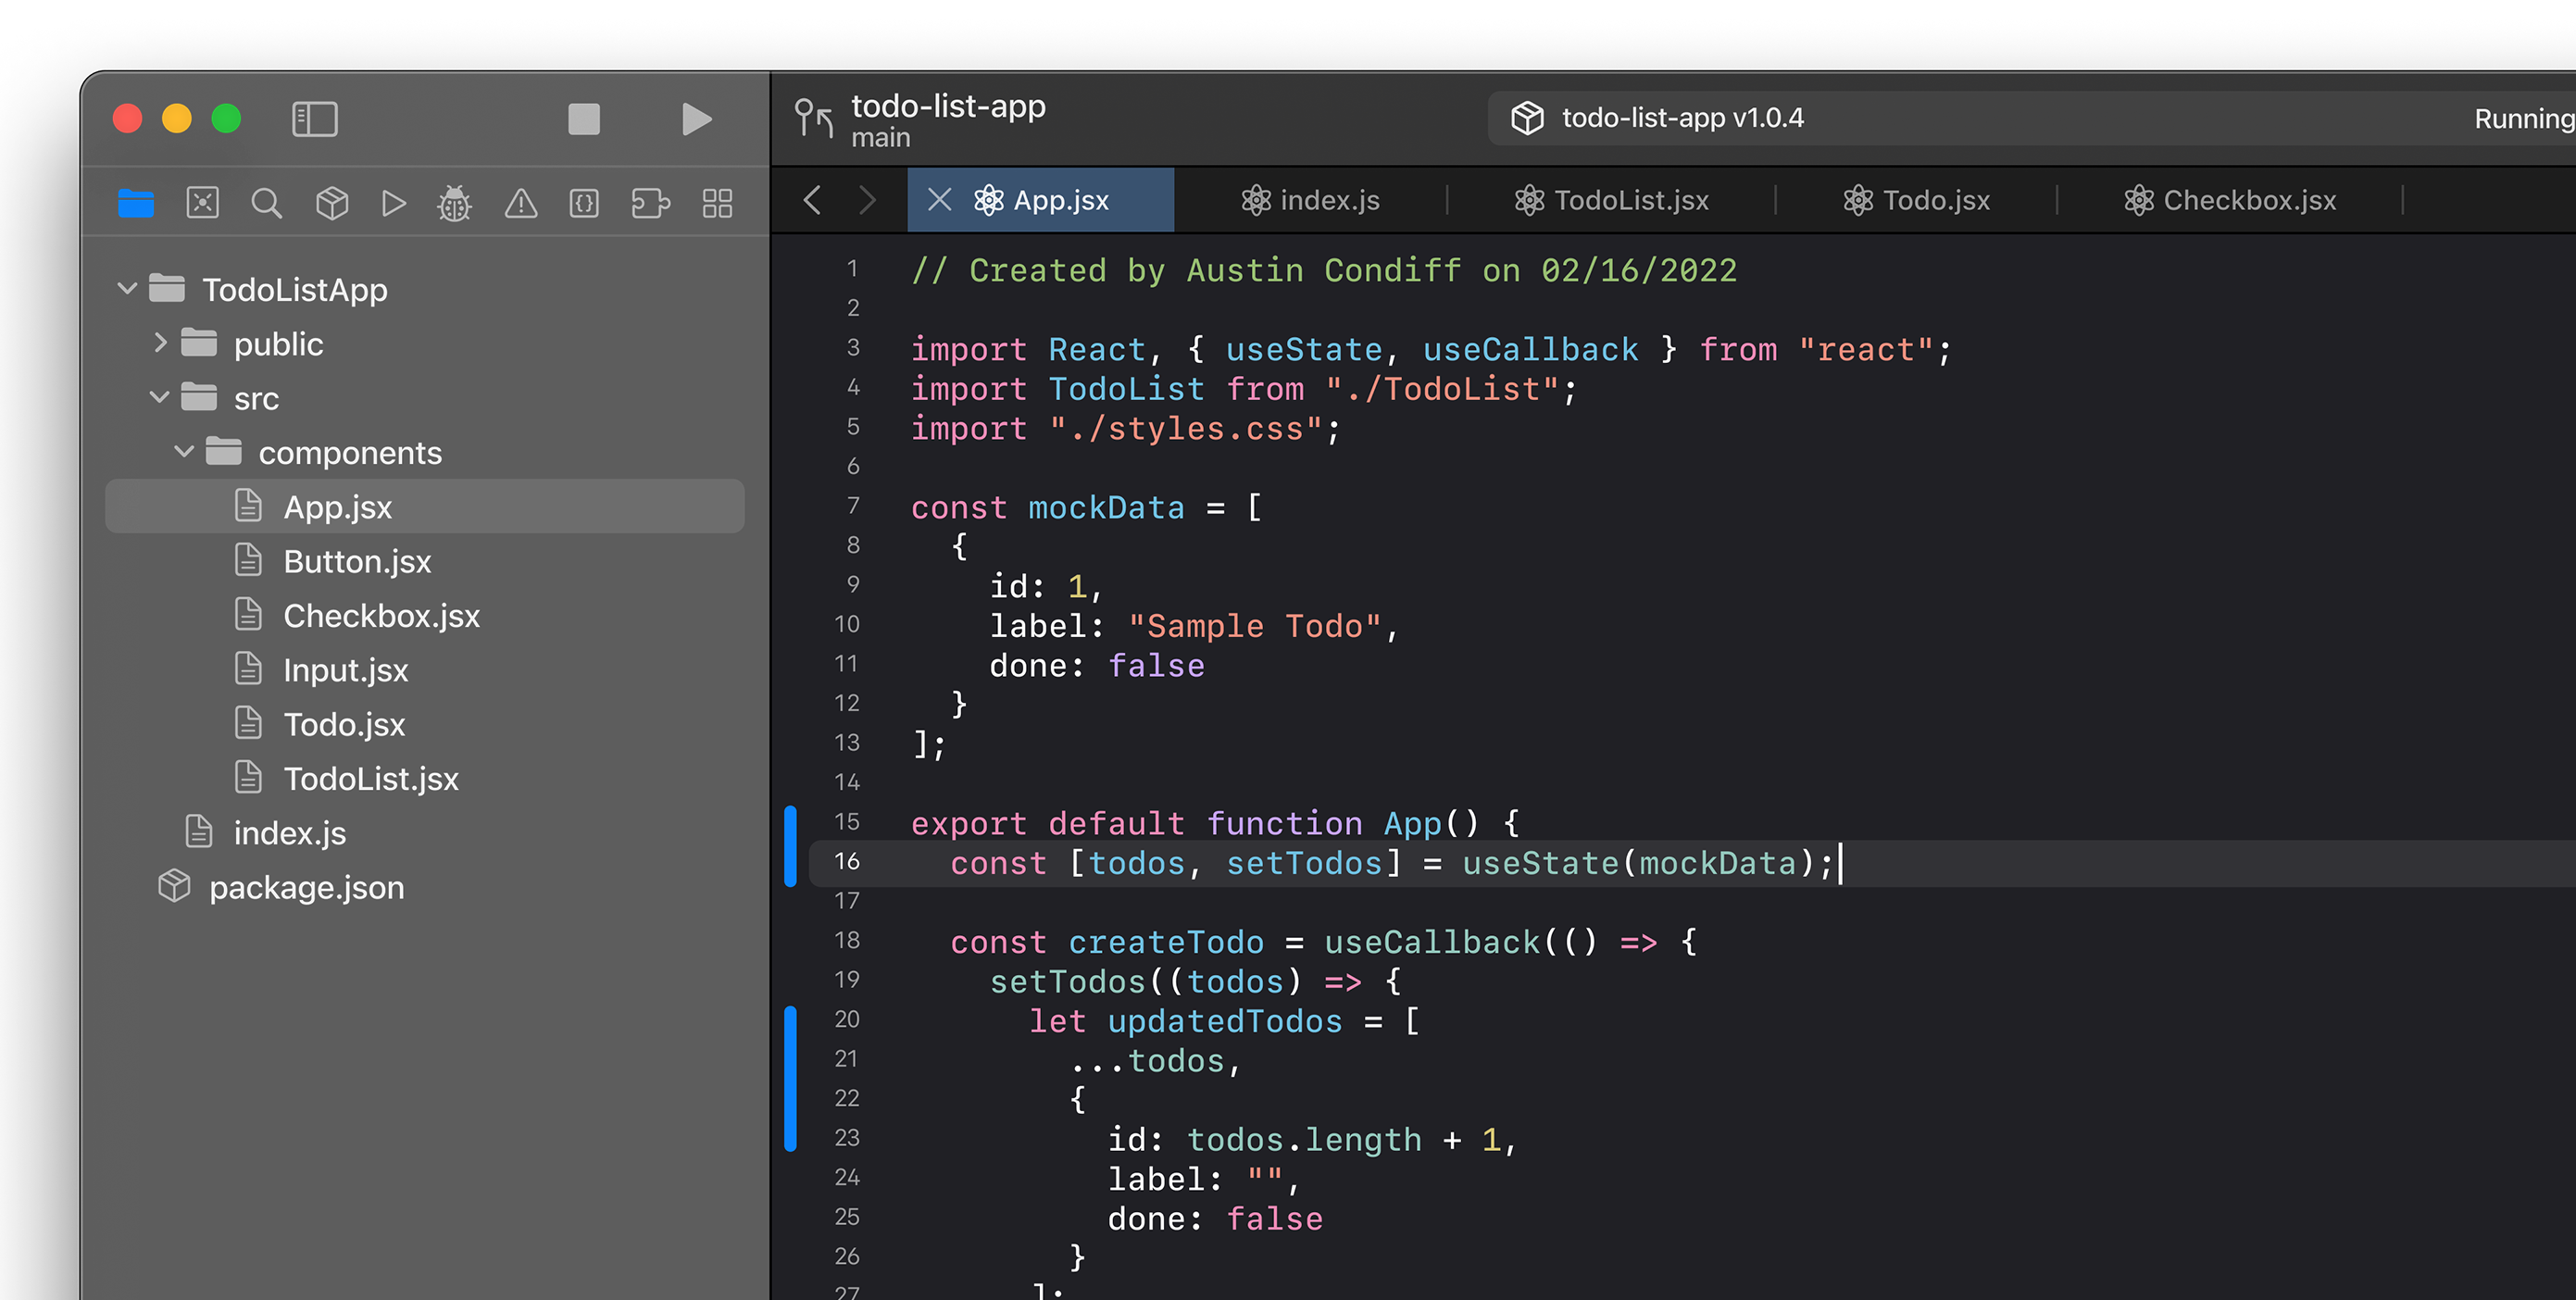 todo-list-app
main
todo-list-app v1.0.4
Running
App.jsx
index.js
TodoList.jsx
Todo.jsx
Checkbox.jsx
TodoListApp
public
src
components
App.jsx
Button.jsx
Checkbox.jsx
Input.jsx
Todo.jsx
TodoList.jsx
index.js
package.json
1 // Created by Austin Condiff on 02/16/2022
2
3 import React, { useState, useCallback } from "react";
4 import TodoList from "./TodoList";
5 import "./styles.css";
6
7 const mockData = [
8 {
9 id: 1,
10 label: "Sample Todo",
11 done: false
12 }
13 ];
14
15 export default function App() {
16 const [todos, setTodos] = useState(mockData);
17
18 const createTodo = useCallback(() => {
19 setTodos((todos) => {
20 let updatedTodos = [
21 ...todos,
22 {
23 id: todos.length + 1,
24 label: "",
25 done: false
26 }
27 ];